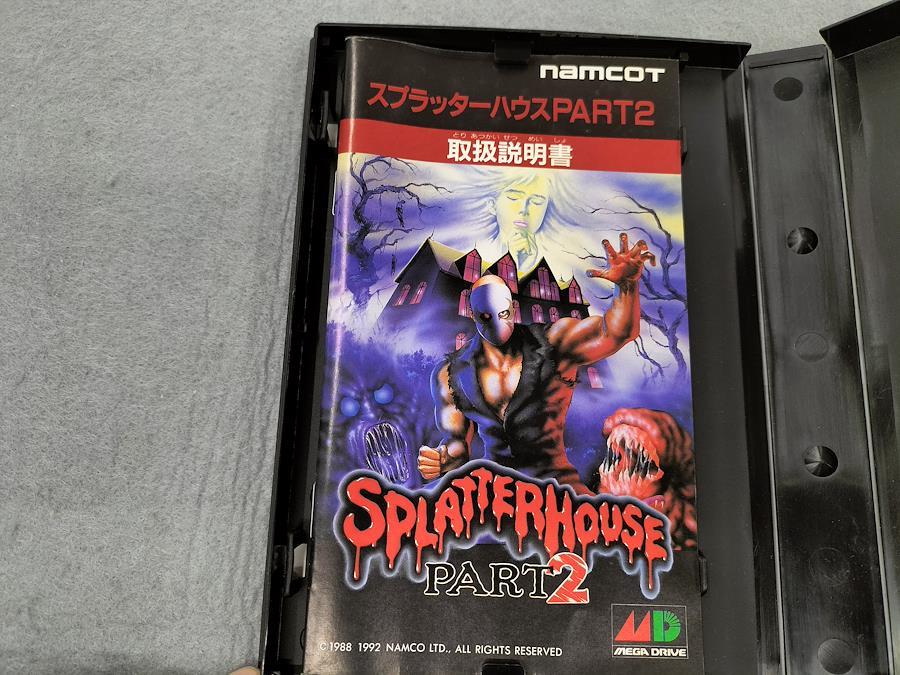 namcot
スプラッターハウスPART2
とり あつかい せつ めい しょ
取扱説明書
SPLATTERHOUSE
PART2
©1988 1992 NAMCO LTD., ALL RIGHTS RESERVED
MD
MEGA DRIVE